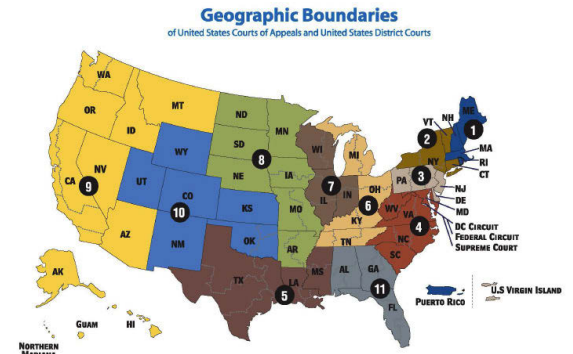 Geographic Boundaries
of United States Courts of Appeals and United States District Courts
WA
MT
OR
ID
ND
MN
SD
8
WI
MI
VT
NH
ME
1
2
NY
MA
RI
CT
WY
NE
IA
7
PA
3
NJ
DE
MD
NV
CA
9
UT
CO
10
KS
MO
IL
IN
OH
6
WV
VA
4
DC CIRCUIT
FEDERAL CIRCUIT
SUPREME COURT
KY
NC
AZ
NM
OK
AR
TN
SC
TX
LA
5
MS
AL
GA
11
FL
AK
PUERTO RICO
U.S VIRGIN ISLAND
HI
GUAM
NORTHERN